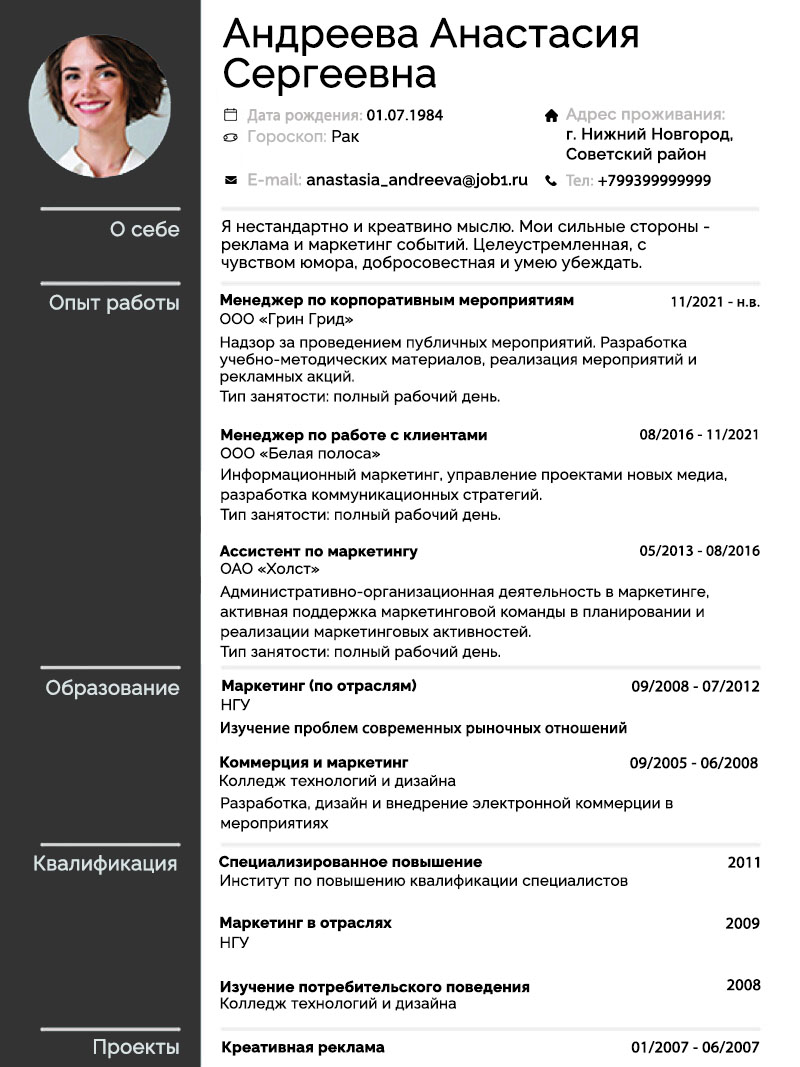 Андреева Анастасия
Сергеевна
Дата рождения: 01.07.1984
Гороскоп: Рак
E-mail: anastasia_andreeva@job1.ru
Адрес проживания:
г. Нижний Новгород,
Советский район
Тел: +799399999999
О себе
Я нестандартно и креатвино мыслю. Мои сильные стороны -
реклама и маркетинг событий. Целеустремленная, с
чувством юмора, добросовестная и умею убеждать.
Опыт работы
Менеджер по корпоративным мероприятиям 11/2021 - н.в.
ООО «Грин Грид»
Надзор за проведением публичных мероприятий. Разработка
учебно-методических материалов, реализация мероприятий и
рекламных акций.
Тип занятости: полный рабочий день.
Менеджер по работе с клиентами 08/2016 - 11/2021
ООО «Белая полоса»
Информационный маркетинг, управление проектами новых медиа,
разработка коммуникационных стратегий.
Тип занятости: полный рабочий день.
Ассистент по маркетингу 05/2013 - 08/2016
ОАО «Холст»
Административно-организационная деятельность в маркетинге,
активная поддержка маркетинговой команды в планировании и
реализации маркетинговых активностей.
Тип занятости: полный рабочий день.
Образование
Маркетинг (по отраслям) 09/2008 - 07/2012
НГУ
Изучение проблем современных рыночных отношений
Коммерция и маркетинг 09/2005 - 06/2008
Колледж технологий и дизайна
Разработка, дизайн и внедрение электронной коммерции в
мероприятиях
Квалификация
Специализированное повышение 2011
Институт по повышению квалификации специалистов
Маркетинг в отраслях 2009
НГУ
Изучение потребительского поведения 2008
Колледж технологий и дизайна
Проекты
Креативная реклама 01/2007 - 06/2007